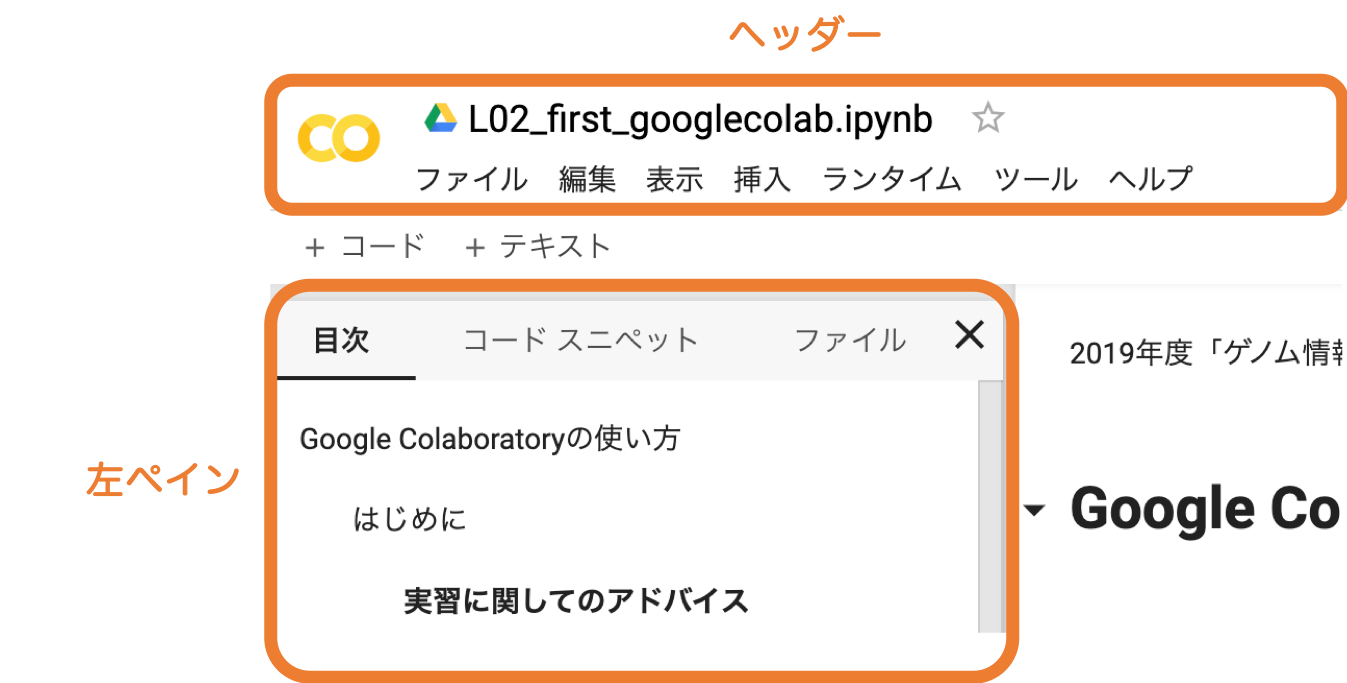 ヘッダー
L02_first_googlecolab.ipynb
ファイル 編集 表示 挿入 ランタイム ツール ヘルプ
+ コード + テキスト
目次 コード スニペット ファイル
2019年度「ゲノム情
Google Colaboratoryの使い方
左ペイン
はじめに
Google Co
実習に関してのアドバイス